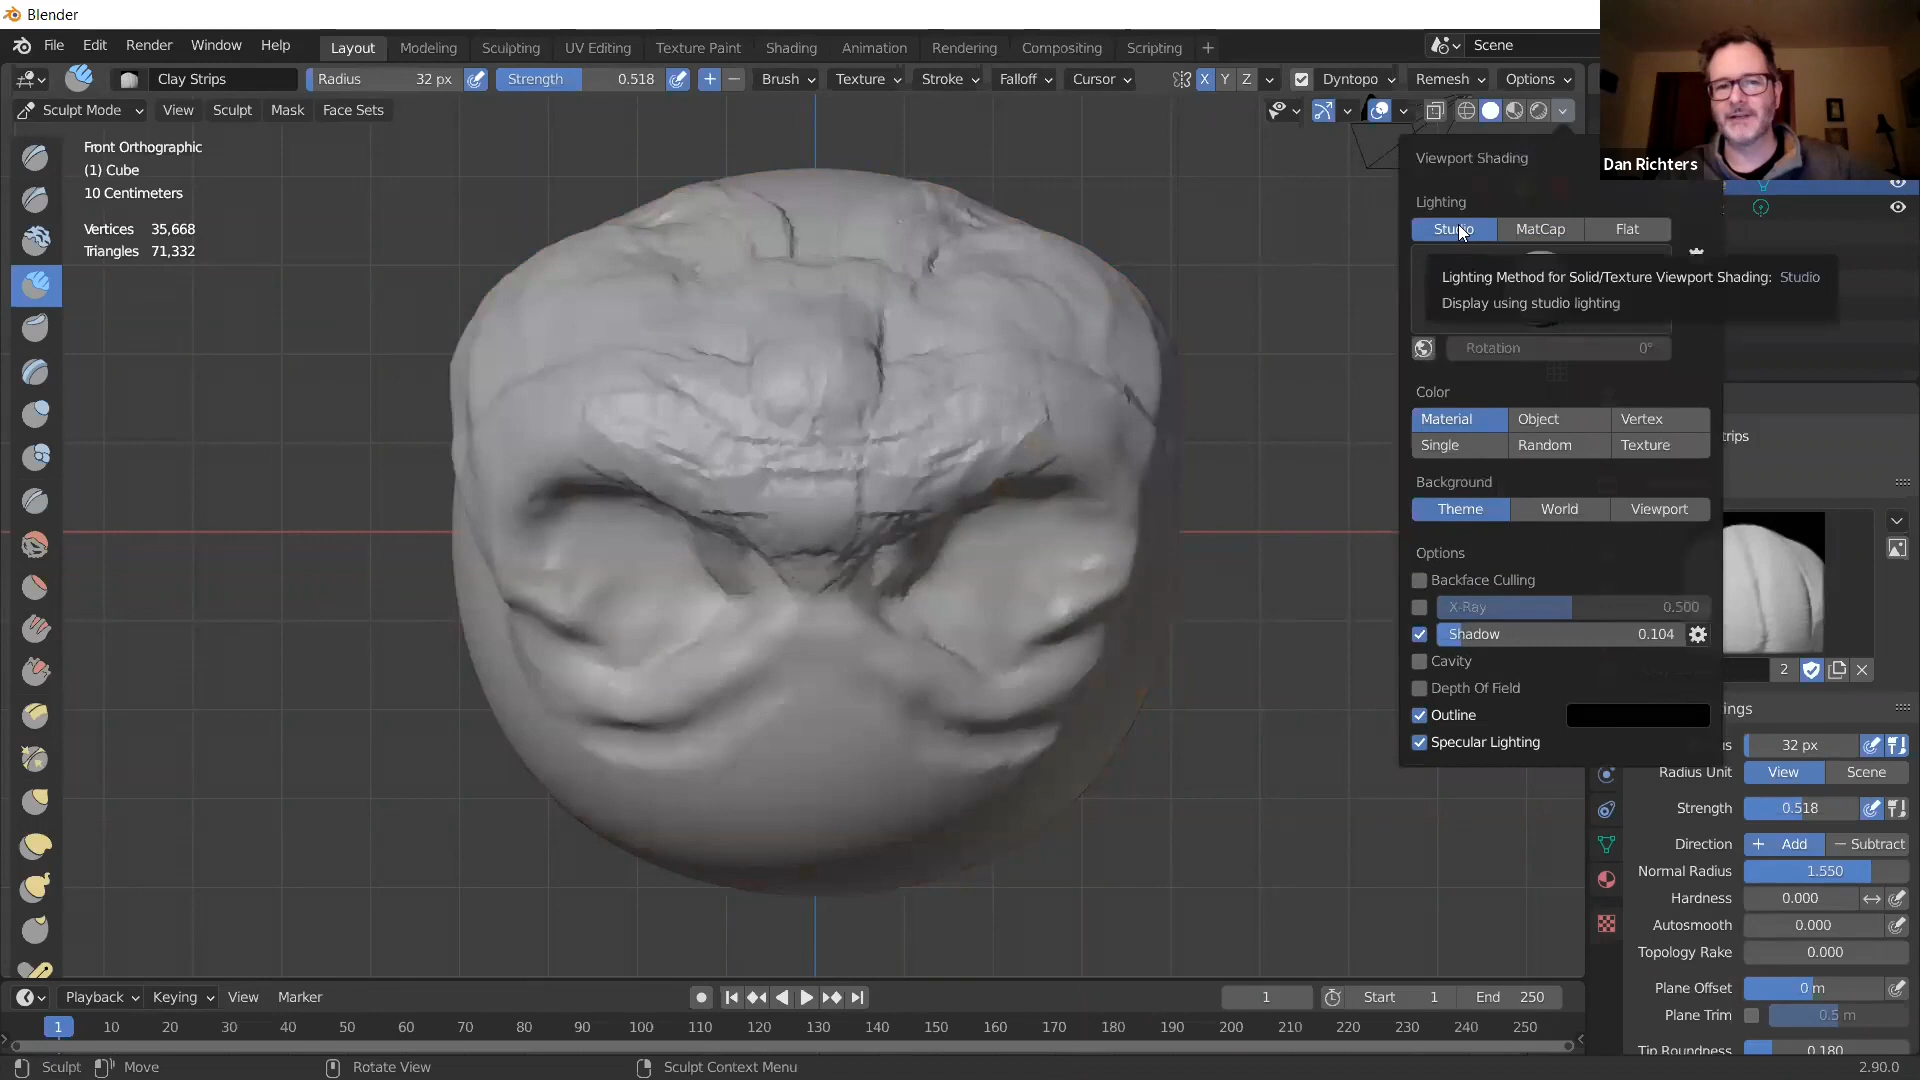 Blender
File Edit Render Window Help Layout Modeling Sculpting UV Editing Texture Paint Shading Animation Rendering Compositing Scripting + Scene
Clay Strips Radius 32 px Strength 0.518 + − Brush Texture Stroke Falloff Cursor X Y Z Dyntopo Remesh Options
Sculpt Mode View Sculpt Mask Face Sets
Dan Richters
Front Orthographic
(1) Cube
10 Centimeters
Vertices 35,668
Triangles 71,332
Viewport Shading
Lighting
Studio MatCap Flat
Lighting Method for Solid/Texture Viewport Shading: Studio
Display using studio lighting
Rotation 0°
Color
Material Object Vertex
Single Random Texture
Background
Theme World Viewport
Options
Backface Culling
X-Ray 0.500
Shadow 0.104
Cavity
Depth Of Field
Outline
Specular Lighting
trips
2
ngs
us 32 px
Radius Unit View Scene
Strength 0.518
Direction + Add − Subtract
Normal Radius 1.550
Hardness 0.000
Autosmooth 0.000
Topology Rake 0.000
Plane Offset 0 m
Plane Trim 0.5 m
Tip Roundness 0.180
Playback Keying View Marker 1 Start 1 End 250
1 10 20 30 40 50 60 70 80 90 100 110 120 130 140 150 160 170 180 190 200 210 220 230 240 250
Sculpt Move Rotate View Sculpt Context Menu 2.90.0